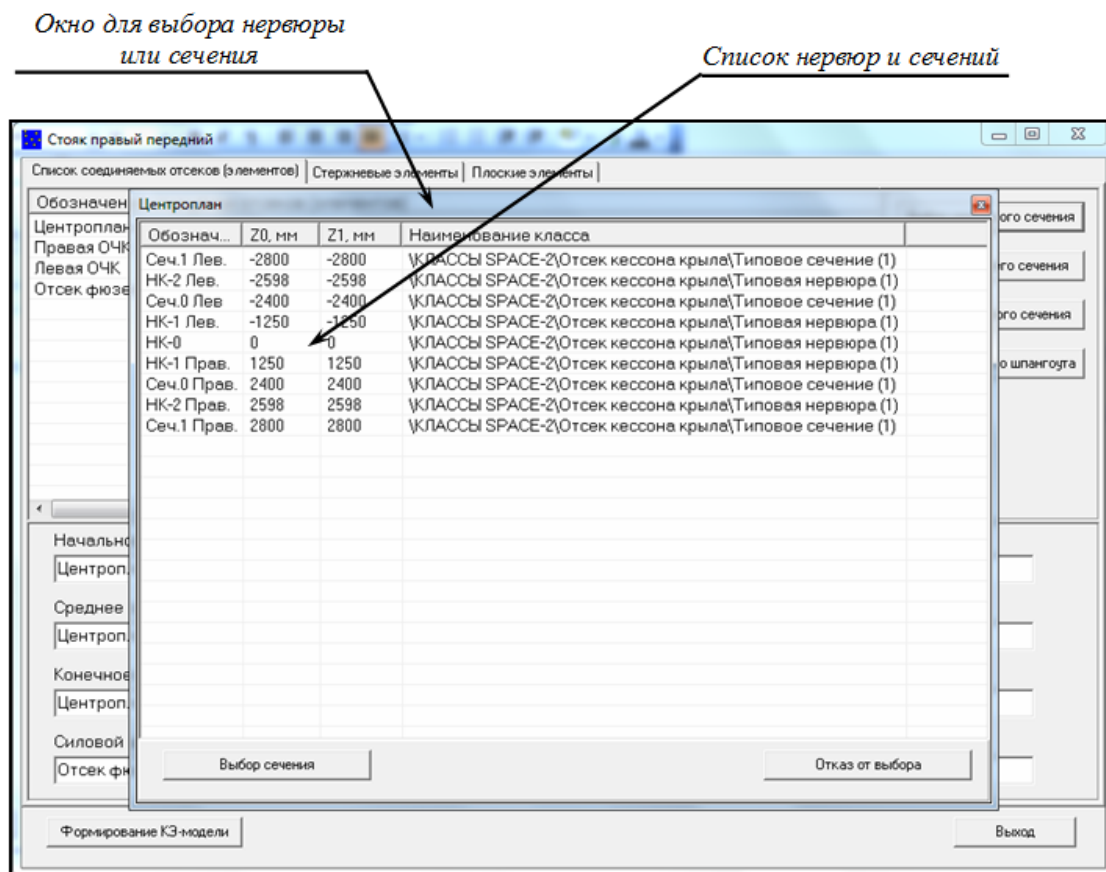 Окно для выбора нервюры
или сечения
Список нервюр и сечений
Стояк правый передний
Список соединяемых отсеков (элементов) Стержневые элементы Плоские элементы
Обозначен
Центроплан
Правая ОЧК
Левая ОЧК
Отсек фюзе
ого сечения
го сечения
ого сечения
о шпангоута
Центроплан
Обознач... Z0, мм Z1, мм Наименование класса
Сеч.1 Лев. -2800 -2800 \КЛАССЫ SPACE-2\Отсек кессона крыла\Типовое сечение (1)
НК-2 Лев. -2598 -2598 \КЛАССЫ SPACE-2\Отсек кессона крыла\Типовая нервюра (1)
Сеч.0 Лев -2400 -2400 \КЛАССЫ SPACE-2\Отсек кессона крыла\Типовое сечение (1)
НК-1 Лев. -1250 -1250 \КЛАССЫ SPACE-2\Отсек кессона крыла\Типовая нервюра (1)
НК-0 0 0 \КЛАССЫ SPACE-2\Отсек кессона крыла\Типовая нервюра (1)
НК-1 Прав. 1250 1250 \КЛАССЫ SPACE-2\Отсек кессона крыла\Типовая нервюра (1)
Сеч.0 Прав. 2400 2400 \КЛАССЫ SPACE-2\Отсек кессона крыла\Типовое сечение (1)
НК-2 Прав. 2598 2598 \КЛАССЫ SPACE-2\Отсек кессона крыла\Типовая нервюра (1)
Сеч.1 Прав. 2800 2800 \КЛАССЫ SPACE-2\Отсек кессона крыла\Типовое сечение (1)
Начально
Центропл
Среднее
Центропл
Конечное
Центропл
Силовой
Отсек фю
Выбор сечения Отказ от выбора
Формирование КЭ-модели Выход